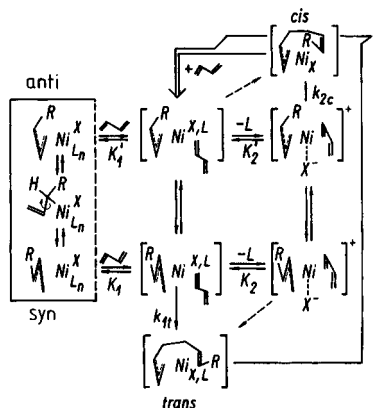 cis
R
Ni X
+
anti
k2c
R
Ni X Ln
K1'
R
Ni X,L
-L
K2'
R
Ni
+
X-
H R
Ni X Ln
R
Ni X Ln
K1
R
Ni X,L
-L
K2
R
Ni
+
X-
syn
k1t
Ni X,L
R
trans